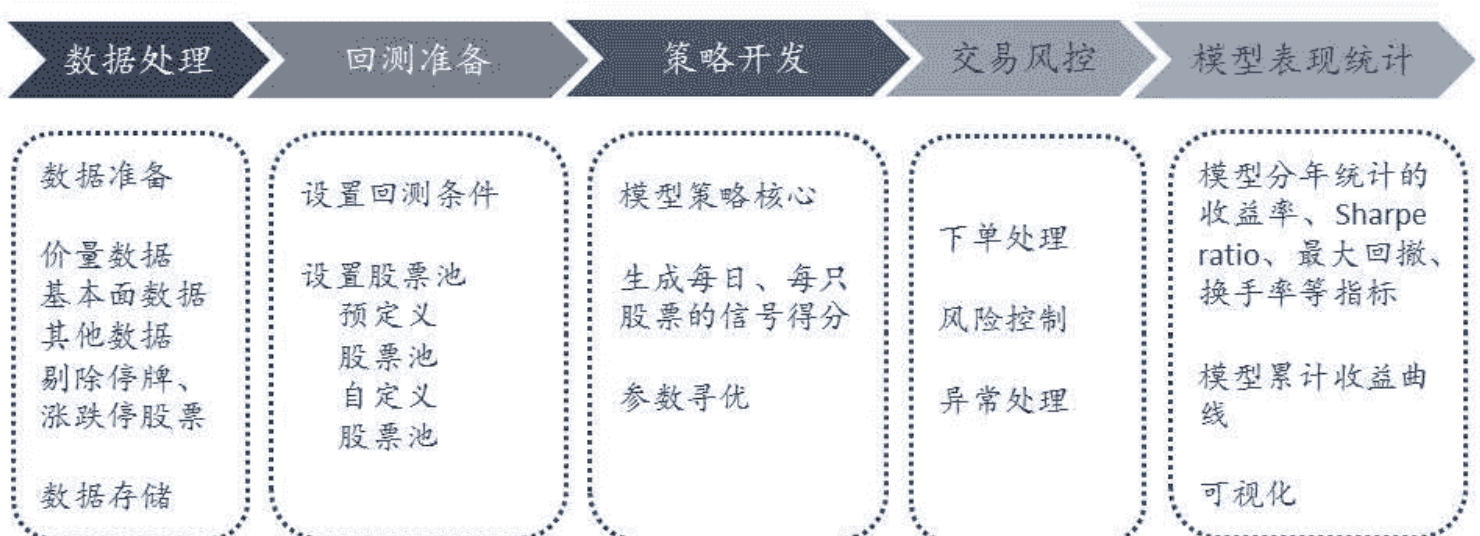 数据处理
回测准备
策略开发
交易风控
模型表现统计
数据准备
价量数据
基本面数据
其他数据
剔除停牌、
涨跌停股票
数据存储
设置回测条件
设置股票池
预定义
股票池
自定义
股票池
模型策略核心
生成每日、每只
股票的信号得分
参数寻优
下单处理
风险控制
异常处理
模型分年统计的
收益率、Sharpe
ratio、最大回撤、
换手率等指标
模型累计收益曲
线
可视化